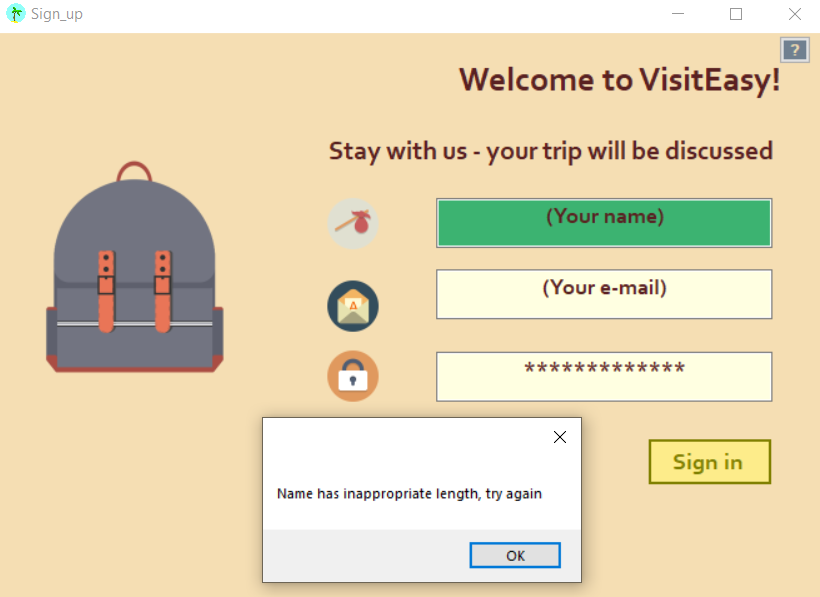 Sign_up
?
Welcome to VisitEasy!
Stay with us - your trip will be discussed
(Your name)
(Your e-mail)
A
*************
Name has inappropriate length, try again
Sign in
OK